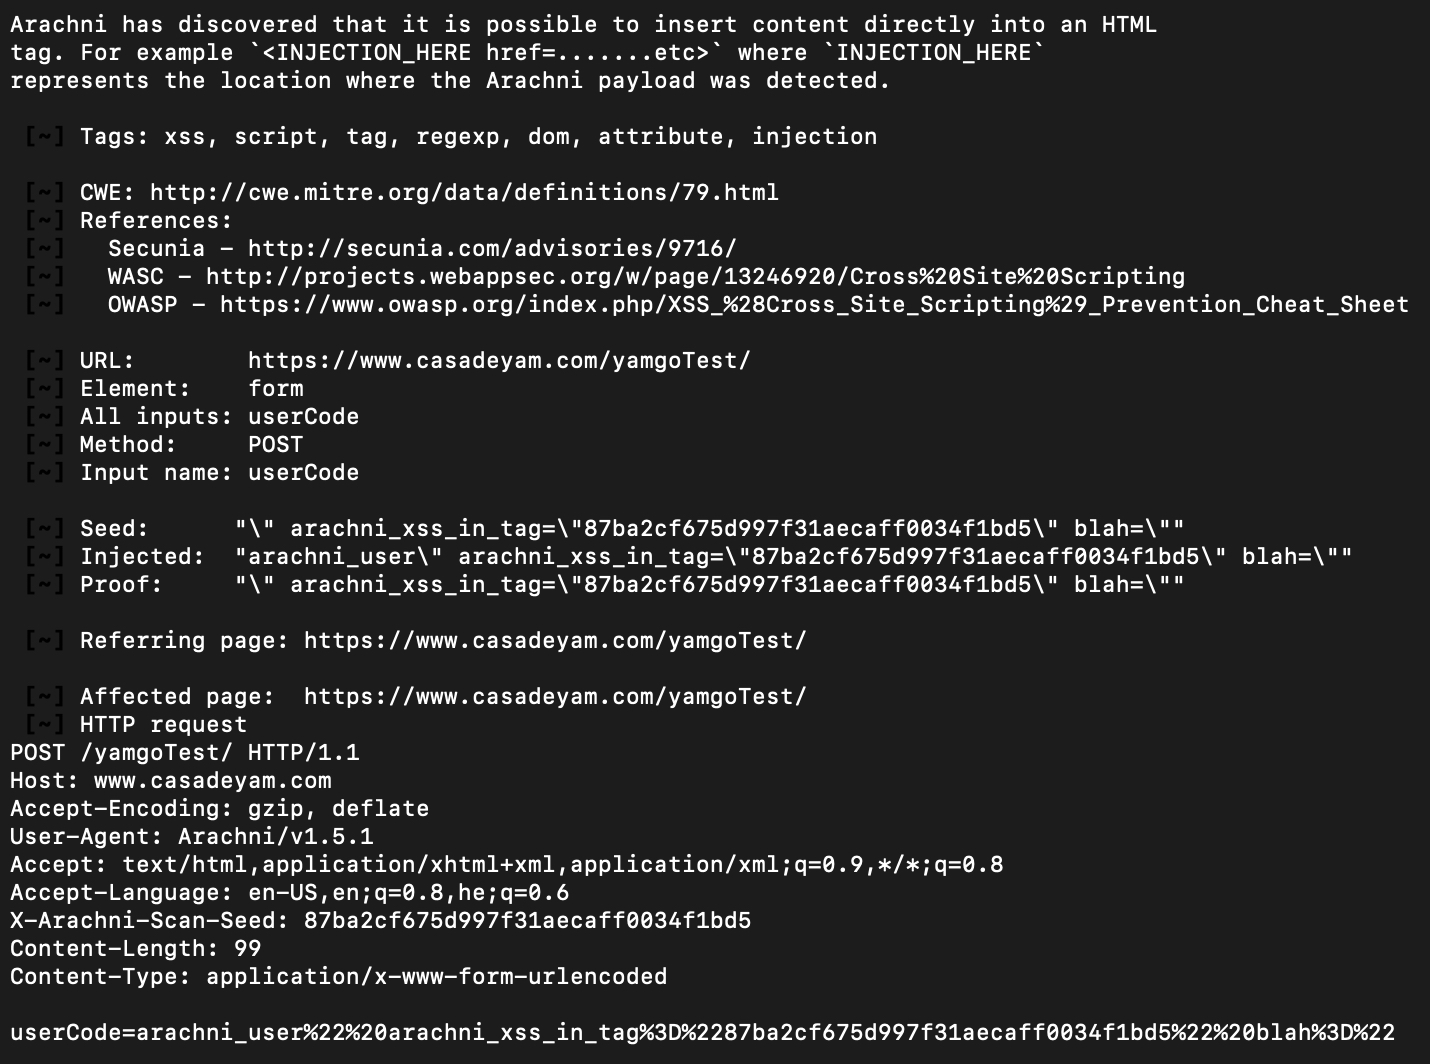 Arachni has discovered that it is possible to insert content directly into an HTML
tag. For example `<INJECTION_HERE href=.......etc>` where `INJECTION_HERE`
represents the location where the Arachni payload was detected.
[~] Tags: xss, script, tag, regexp, dom, attribute, injection
[~] CWE: http://cwe.mitre.org/data/definitions/79.html
[~] References:
[~]   Secunia - http://secunia.com/advisories/9716/
[~]   WASC - http://projects.webappsec.org/w/page/13246920/Cross%20Site%20Scripting
[~]   OWASP - https://www.owasp.org/index.php/XSS_%28Cross_Site_Scripting%29_Prevention_Cheat_Sheet
[~] URL:        https://www.casadeyam.com/yamgoTest/
[~] Element:    form
[~] All inputs: userCode
[~] Method:     POST
[~] Input name: userCode
[~] Seed:      "\" arachni_xss_in_tag=\"87ba2cf675d997f31aecaff0034f1bd5\" blah=\""
[~] Injected:  "arachni_user\" arachni_xss_in_tag=\"87ba2cf675d997f31aecaff0034f1bd5\" blah=\""
[~] Proof:     "\" arachni_xss_in_tag=\"87ba2cf675d997f31aecaff0034f1bd5\" blah=\""
[~] Referring page: https://www.casadeyam.com/yamgoTest/
[~] Affected page:  https://www.casadeyam.com/yamgoTest/
[~] HTTP request
POST /yamgoTest/ HTTP/1.1
Host: www.casadeyam.com
Accept-Encoding: gzip, deflate
User-Agent: Arachni/v1.5.1
Accept: text/html,application/xhtml+xml,application/xml;q=0.9,*/*;q=0.8
Accept-Language: en-US,en;q=0.8,he;q=0.6
X-Arachni-Scan-Seed: 87ba2cf675d997f31aecaff0034f1bd5
Content-Length: 99
Content-Type: application/x-www-form-urlencoded
userCode=arachni_user%22%20arachni_xss_in_tag%3D%2287ba2cf675d997f31aecaff0034f1bd5%22%20blah%3D%22